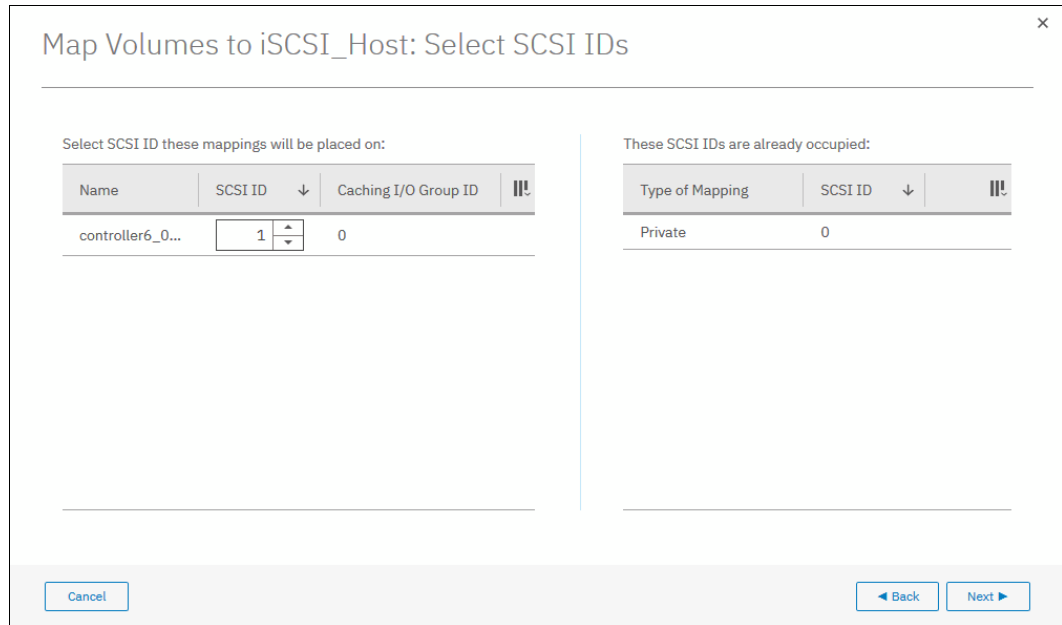 Map Volumes to iSCSI_Host: Select SCSI IDs
Select SCSI ID these mappings will be placed on:
Name SCSI ID Caching I/O Group ID
controller6_0... 1 0
These SCSI IDs are already occupied:
Type of Mapping SCSI ID
Private 0
Cancel Back Next